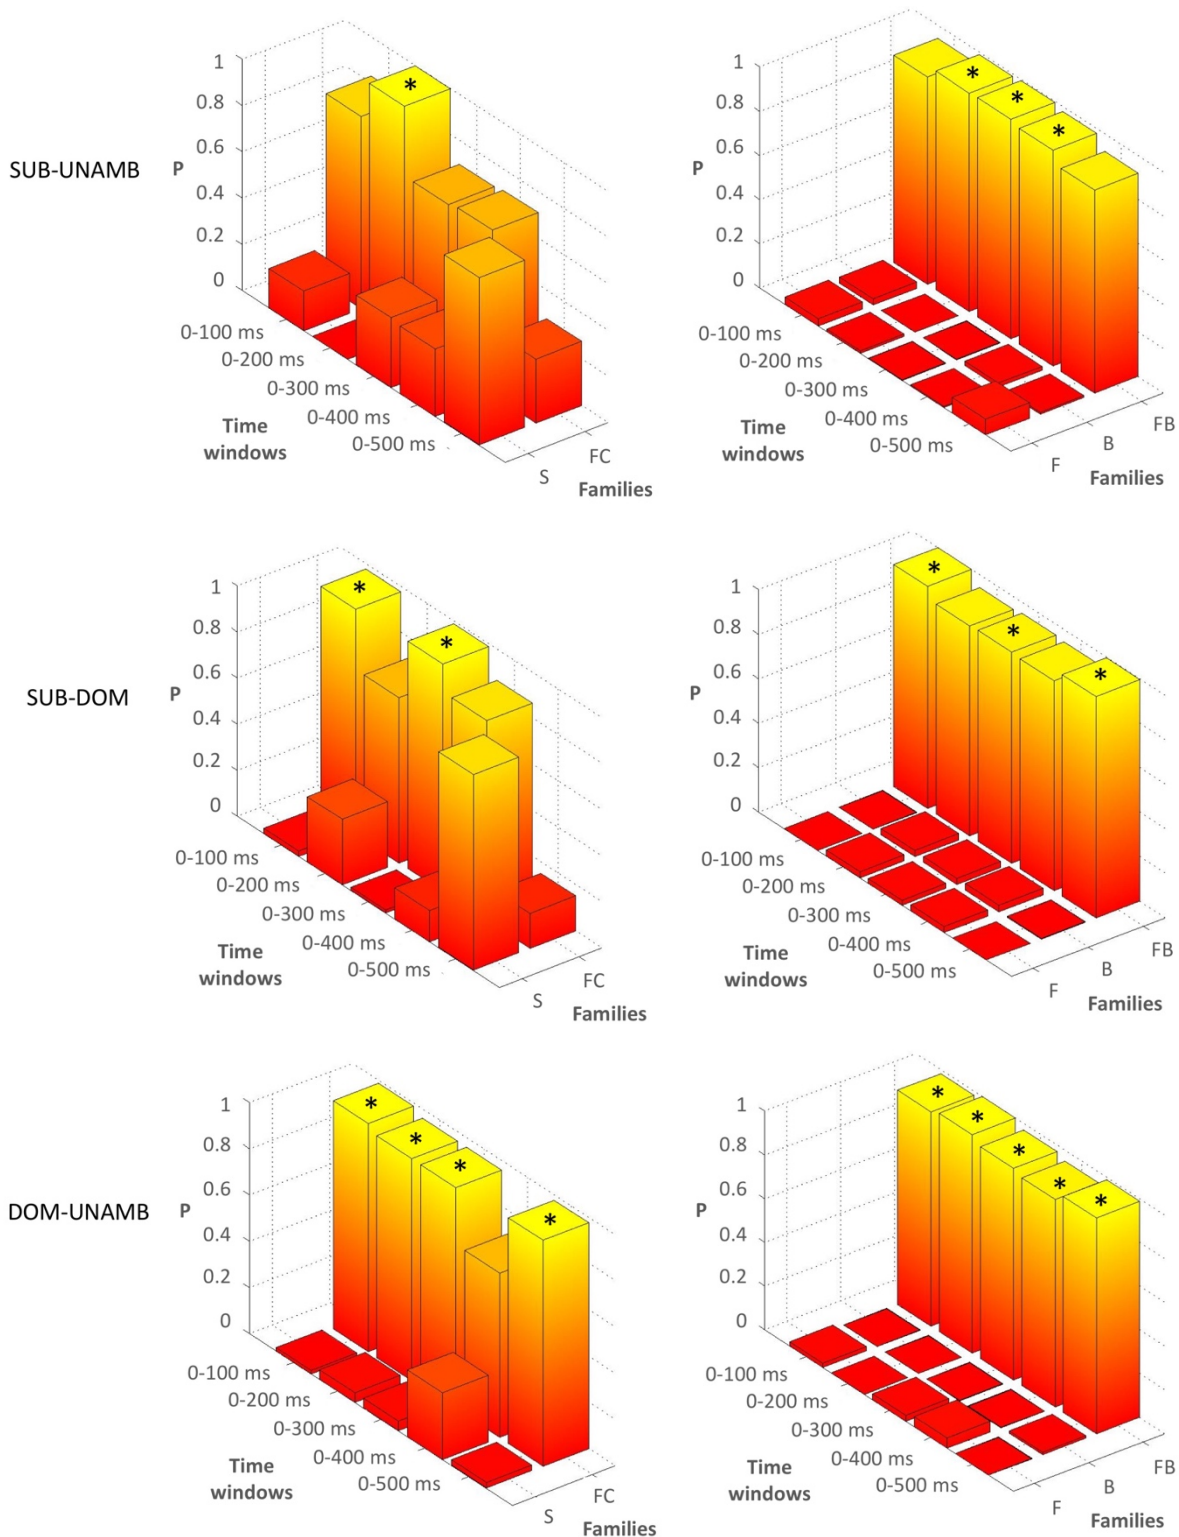 SUB-UNAMB
P
1
0.8
0.6
0.4
0.2
0
*
0-100 ms
0-200 ms
0-300 ms
0-400 ms
0-500 ms
Time
windows
S
FC
Families
P
1
0.8
0.6
0.4
0.2
0
* * *
0-100 ms
0-200 ms
0-300 ms
0-400 ms
0-500 ms
Time
windows
F
B
FB
Families
SUB-DOM
P
1
0.8
0.6
0.4
0.2
0
* *
0-100 ms
0-200 ms
0-300 ms
0-400 ms
0-500 ms
Time
windows
S
FC
Families
P
1
0.8
0.6
0.4
0.2
0
* * *
0-100 ms
0-200 ms
0-300 ms
0-400 ms
0-500 ms
Time
windows
F
B
FB
Families
DOM-UNAMB
P
1
0.8
0.6
0.4
0.2
0
* * * *
0-100 ms
0-200 ms
0-300 ms
0-400 ms
0-500 ms
Time
windows
S
FC
Families
P
1
0.8
0.6
0.4
0.2
0
* * * * *
0-100 ms
0-200 ms
0-300 ms
0-400 ms
0-500 ms
Time
windows
F
B
FB
Families